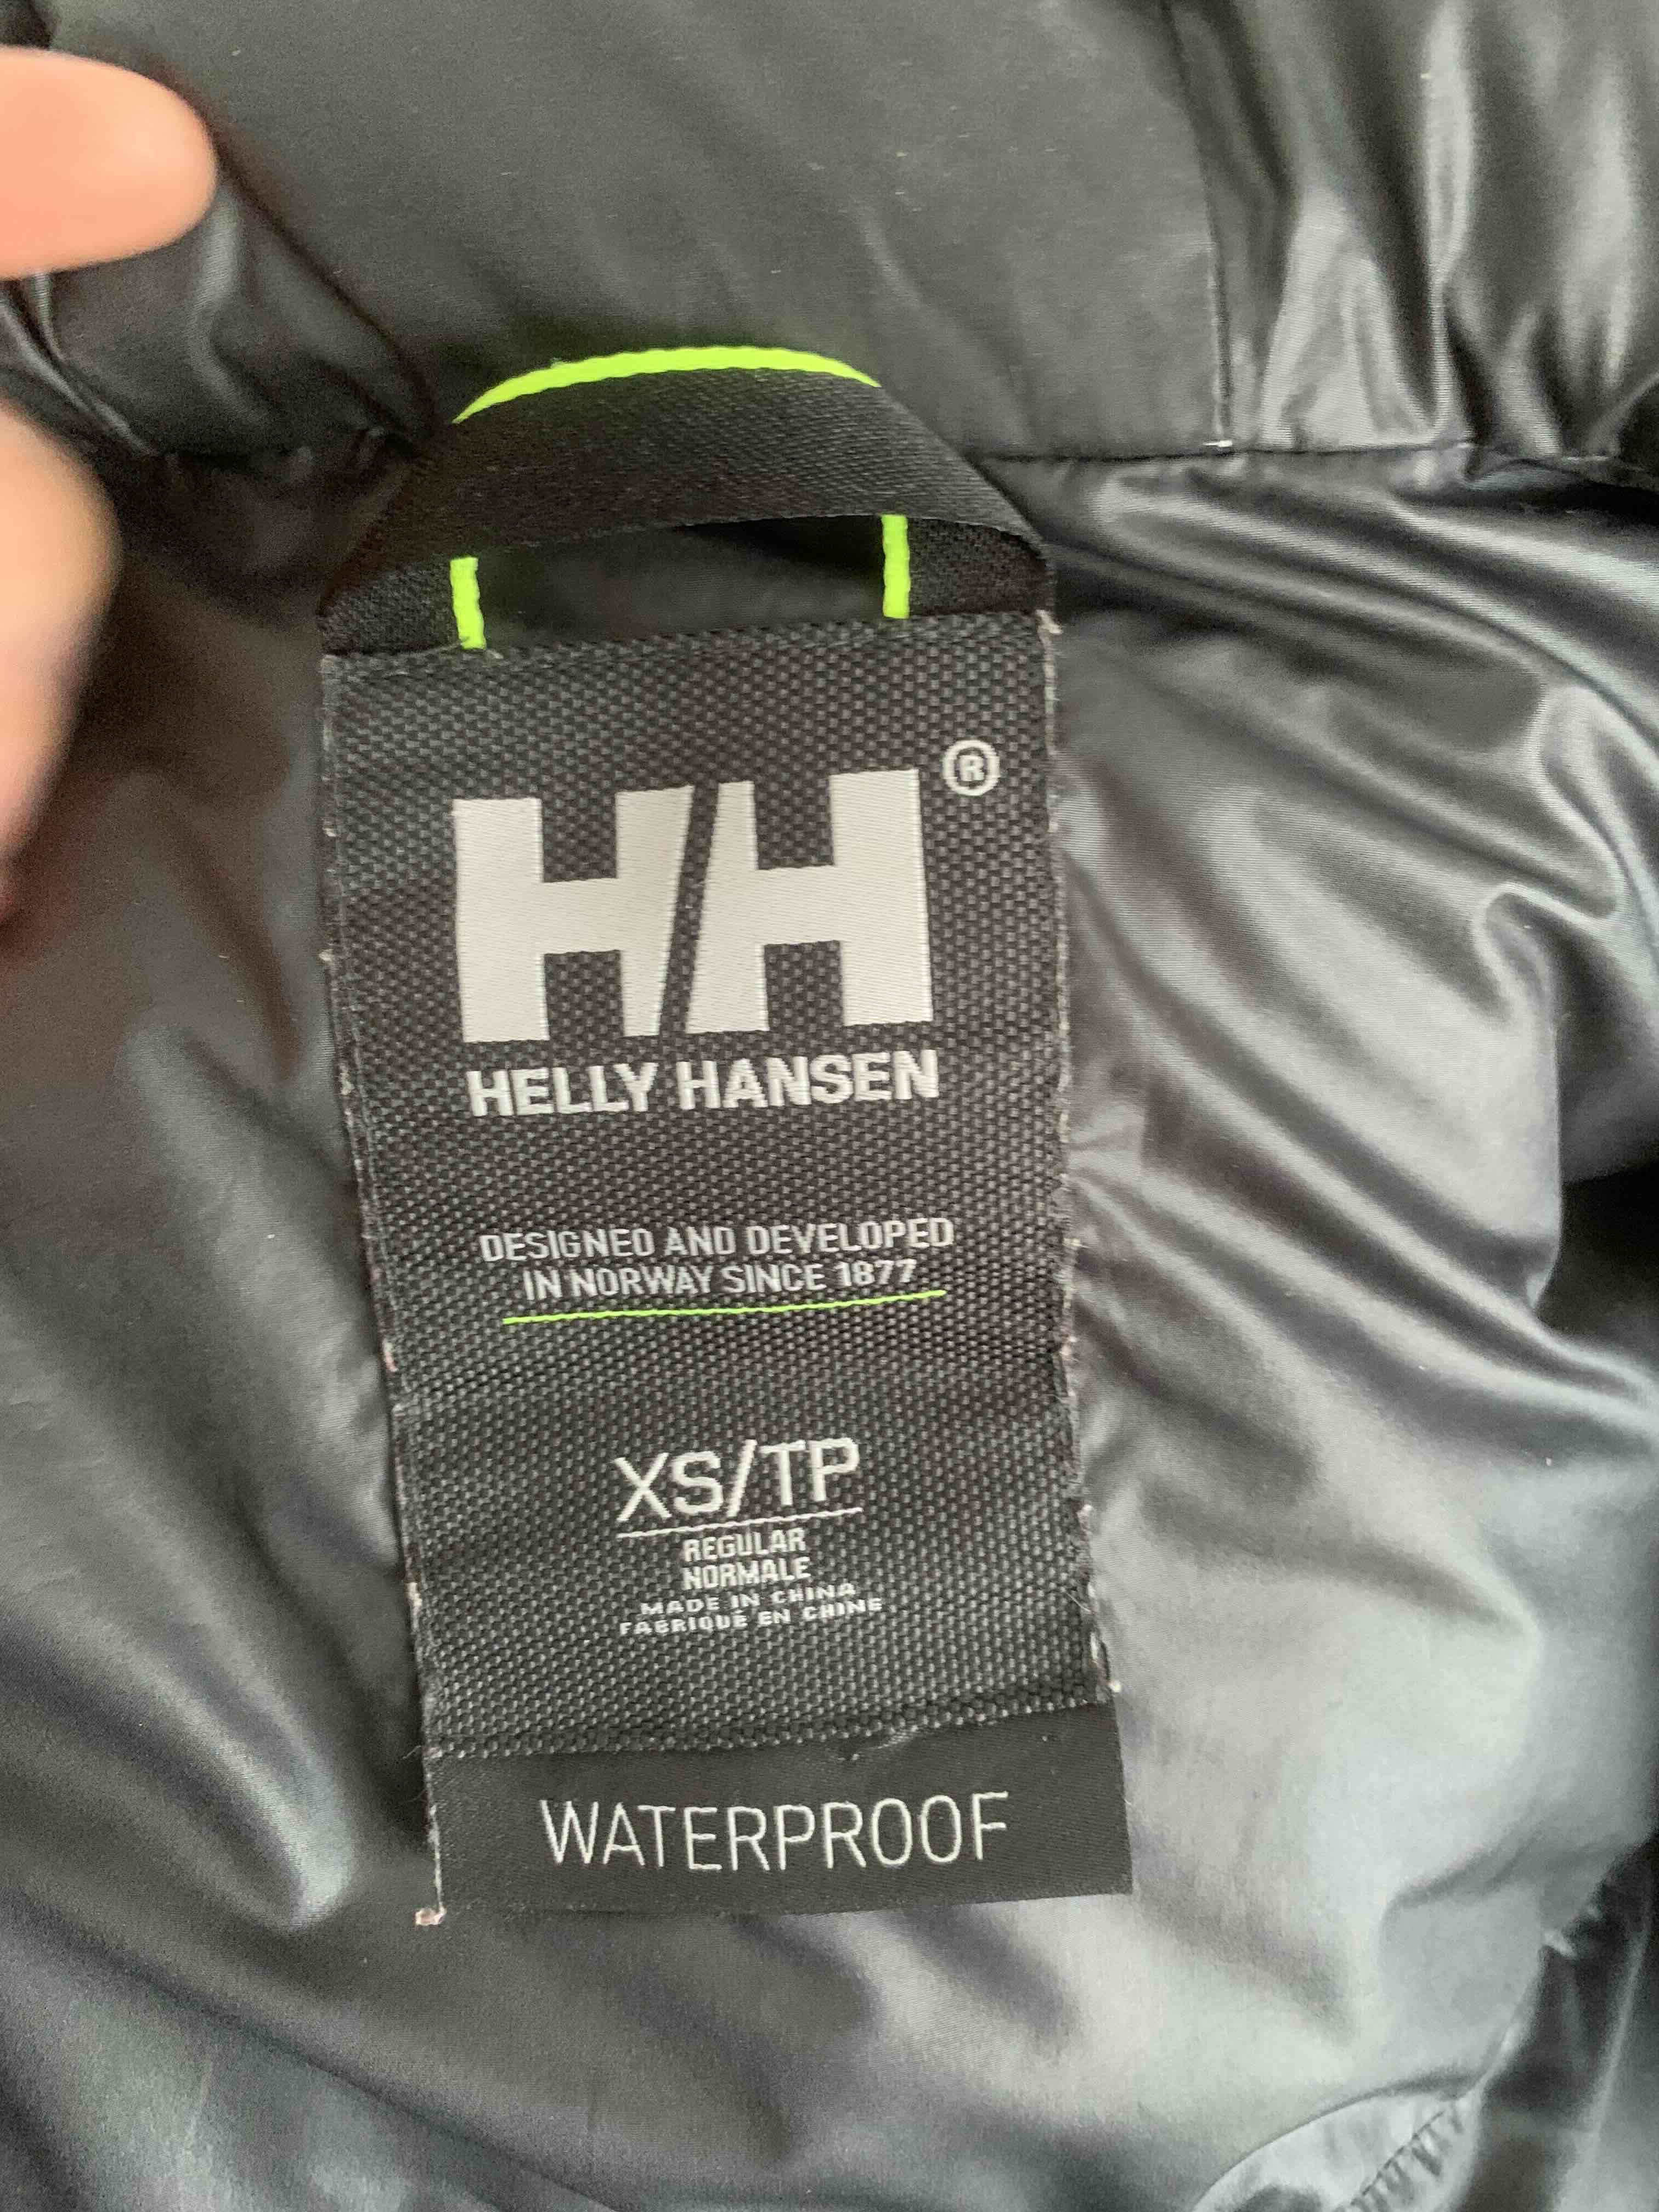 HH®
HELLY HANSEN
DESIGNED AND DEVELOPED
IN NORWAY SINCE 1877
XS/TP
REGULAR
NORMALE
MADE IN CHINA
FABRIQUÉ EN CHINE
WATERPROOF